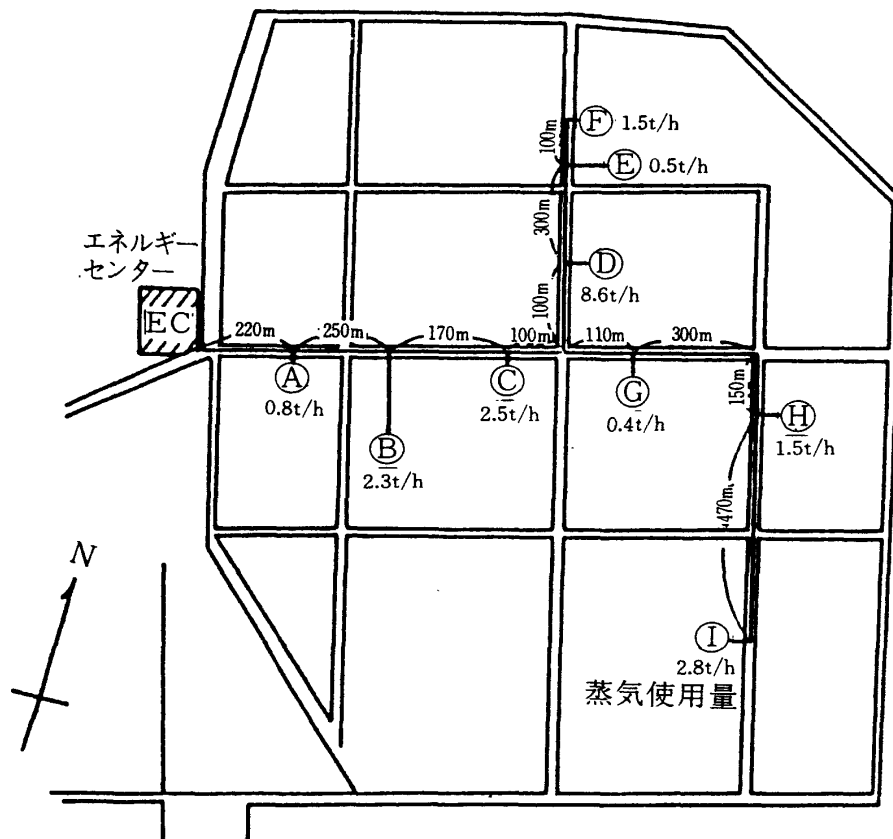 F 1.5t/h
100m
E 0.5t/h
300m
エネルギー
センター
D
8.6t/h
100m
EC
220m
250m
170m
100m
110m
300m
A
0.8t/h
C
2.5t/h
G
0.4t/h
150m
H
1.5t/h
B
2.3t/h
470m
N
I
2.8t/h
蒸気使用量